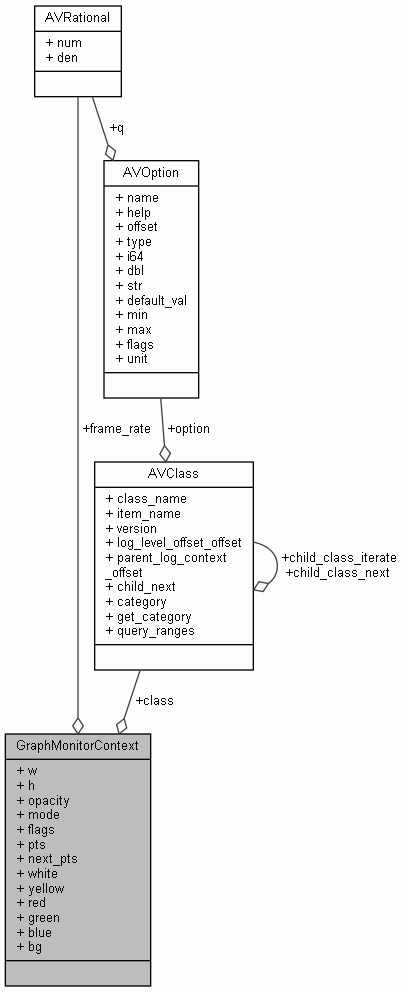 AVRational
+ num
+ den
+q
AVOption
+ name
+ help
+ offset
+ type
+ i64
+ dbl
+ str
+ default_val
+ min
+ max
+ flags
+ unit
+frame_rate
+option
AVClass
+ class_name
+ item_name
+ version
+ log_level_offset_offset
+ parent_log_context
_offset
+ child_next
+ category
+ get_category
+ query_ranges
+child_class_iterate
+child_class_next
+class
GraphMonitorContext
+ w
+ h
+ opacity
+ mode
+ flags
+ pts
+ next_pts
+ white
+ yellow
+ red
+ green
+ blue
+ bg